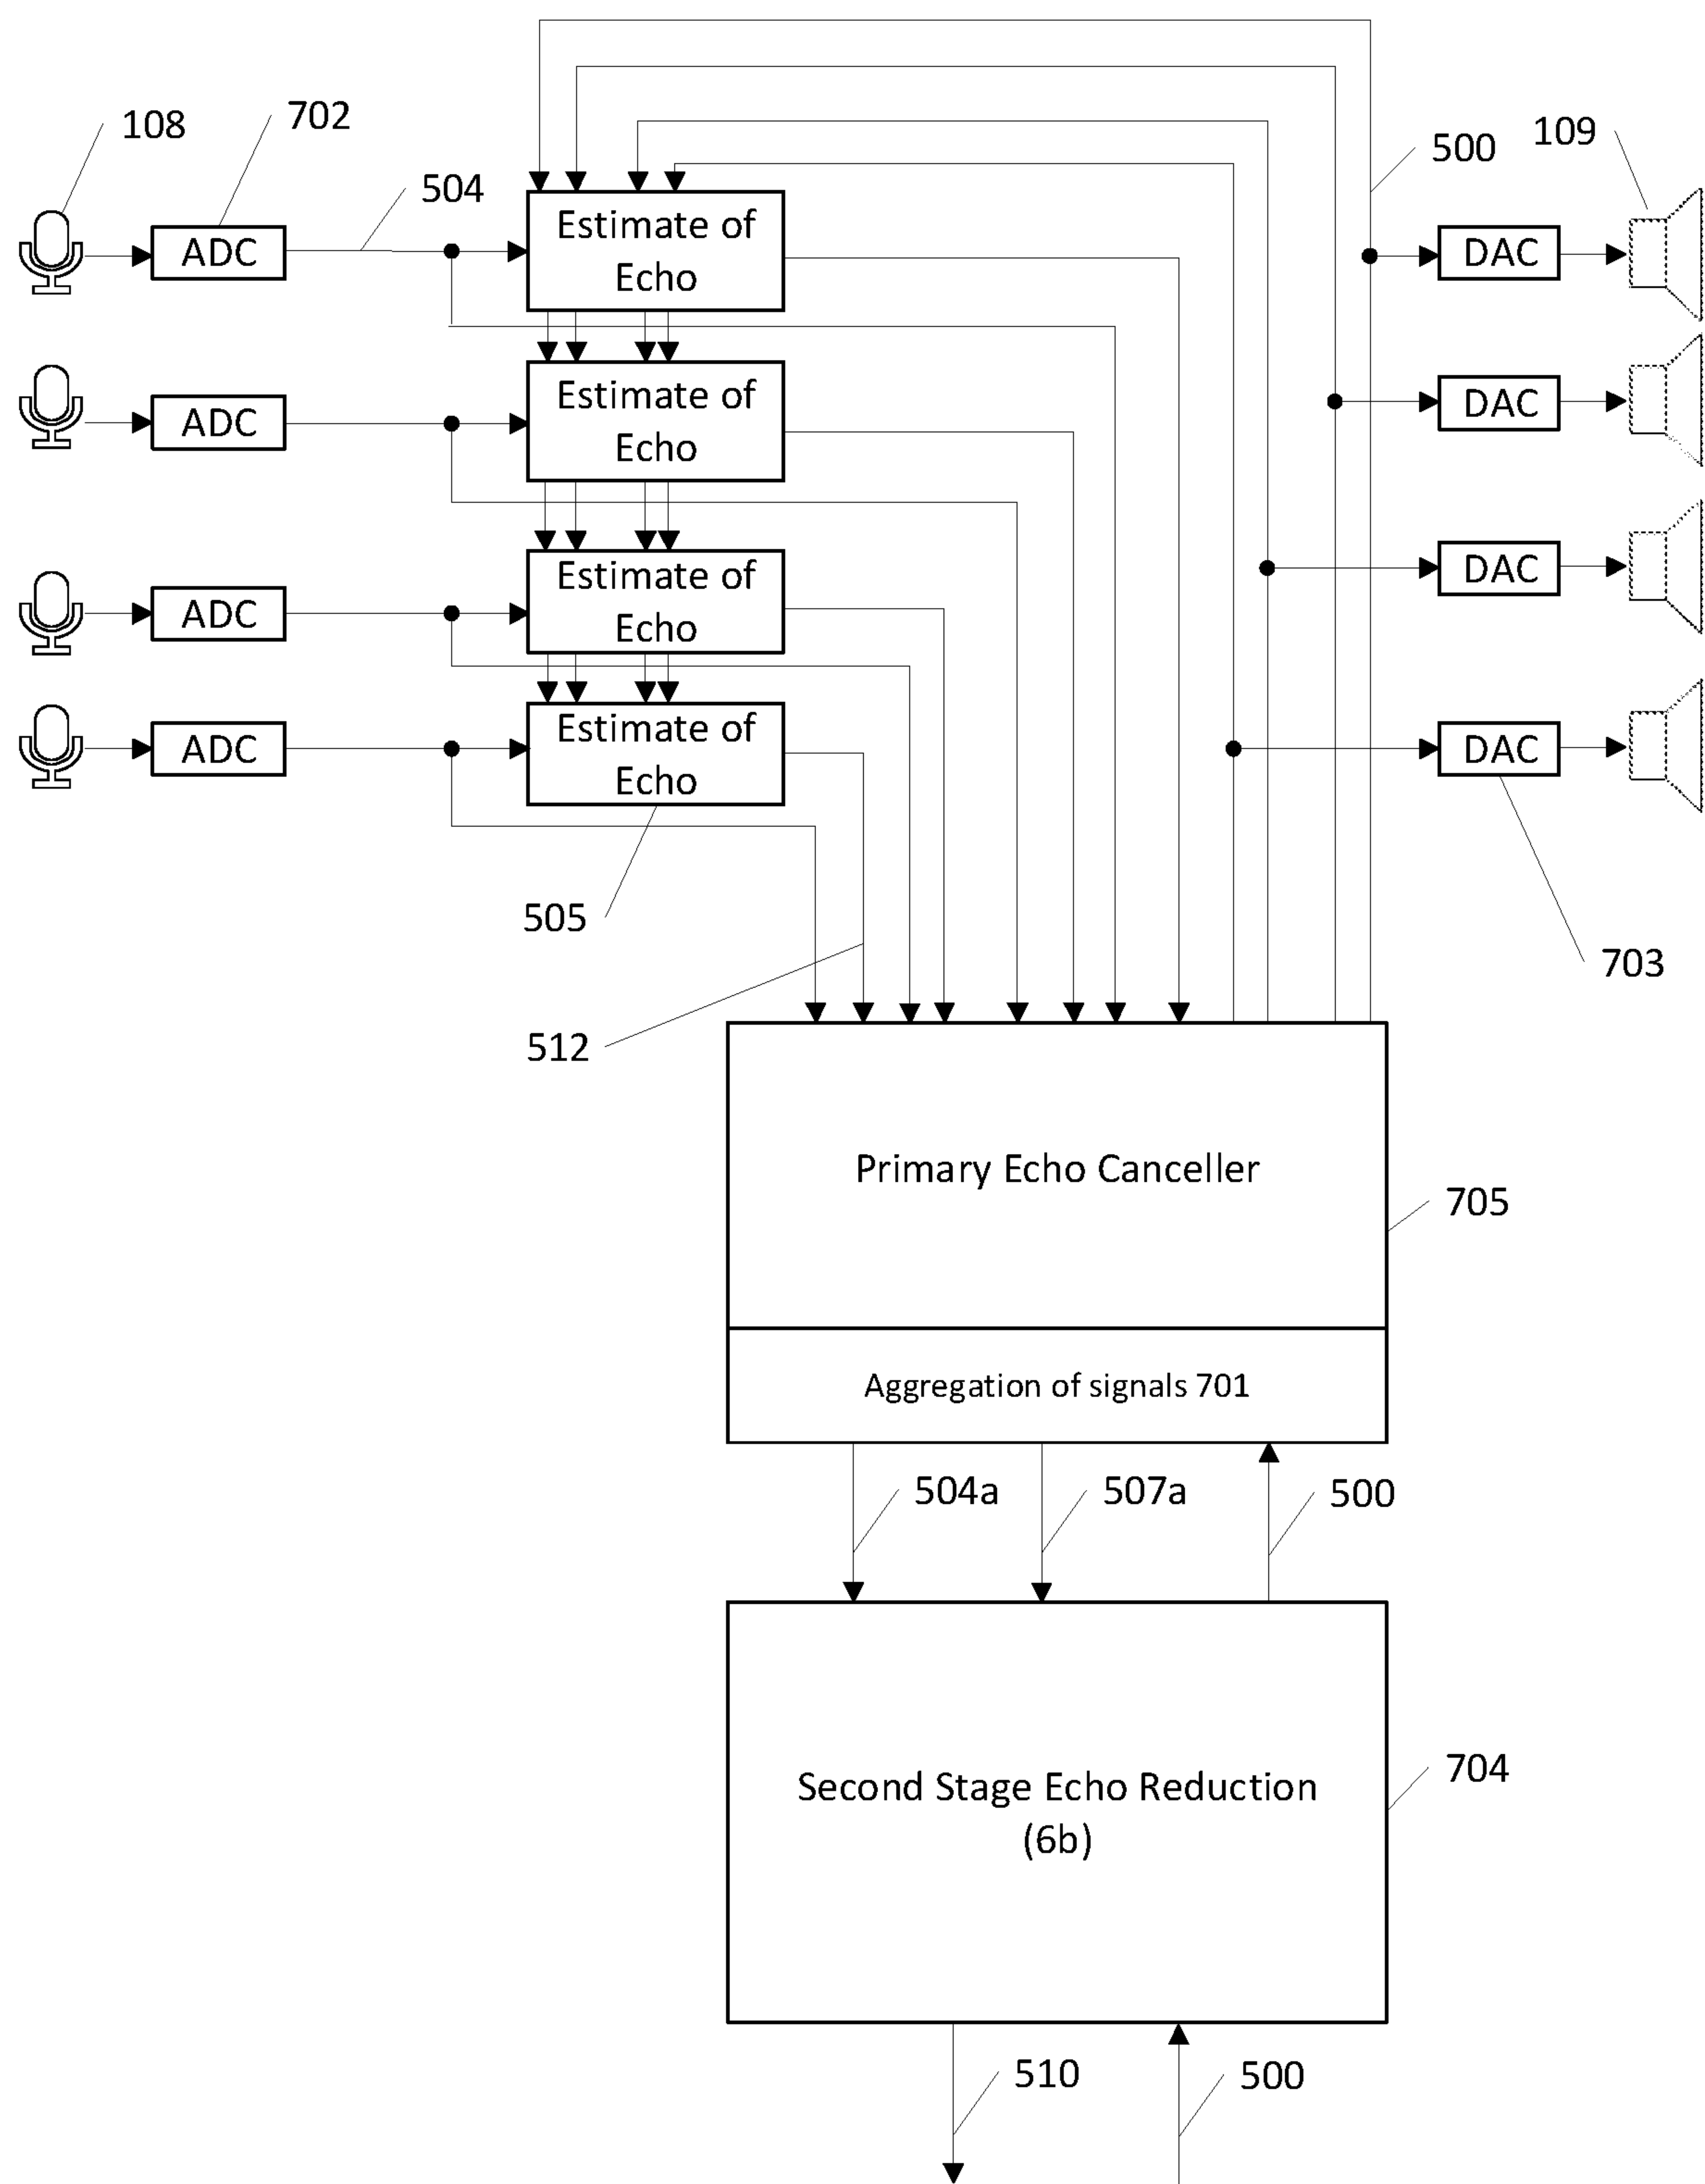 108
702
504
500
109
ADC
Estimate of
Echo
DAC
ADC
Estimate of
Echo
DAC
ADC
Estimate of
Echo
DAC
ADC
Estimate of
Echo
DAC
505
703
512
Primary Echo Canceller
705
Aggregation of signals 701
504a
507a
500
Second Stage Echo Reduction
(6b)
704
510
500